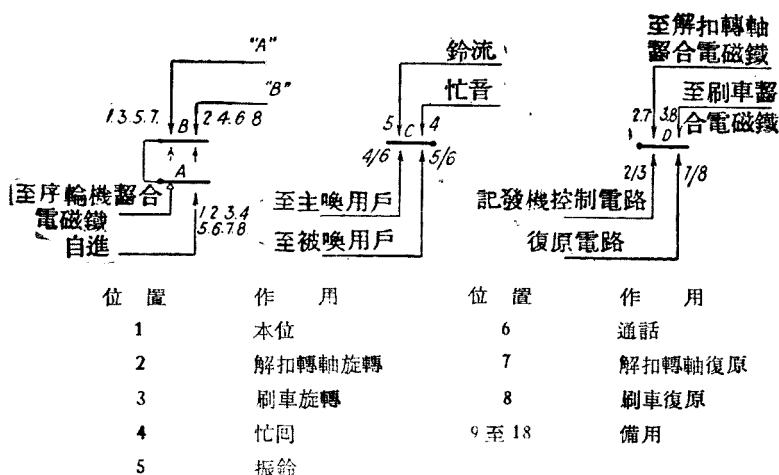 "A"
"B"
1.3.5.7.
B
2 4.6 8
A
至序輪機齧合
電磁鐵
自進
1 2 3.4
5.6.7.8
鈴流
忙音
5
C
4
4/6
5/6
至主喚用戶
至被喚用戶
至解扣轉軸
齧合電磁鐵
至刷車齧
合電磁鐵
2.7
3.8
D
2/3
7/8
記發機控制電路
復原電路
位置 作用 位置 作用
1 本位 6 通話
2 解扣轉軸旋轉 7 解扣轉軸復原
3 刷車旋轉 8 刷車復原
4 忙回 9至18 備用
5 振鈴